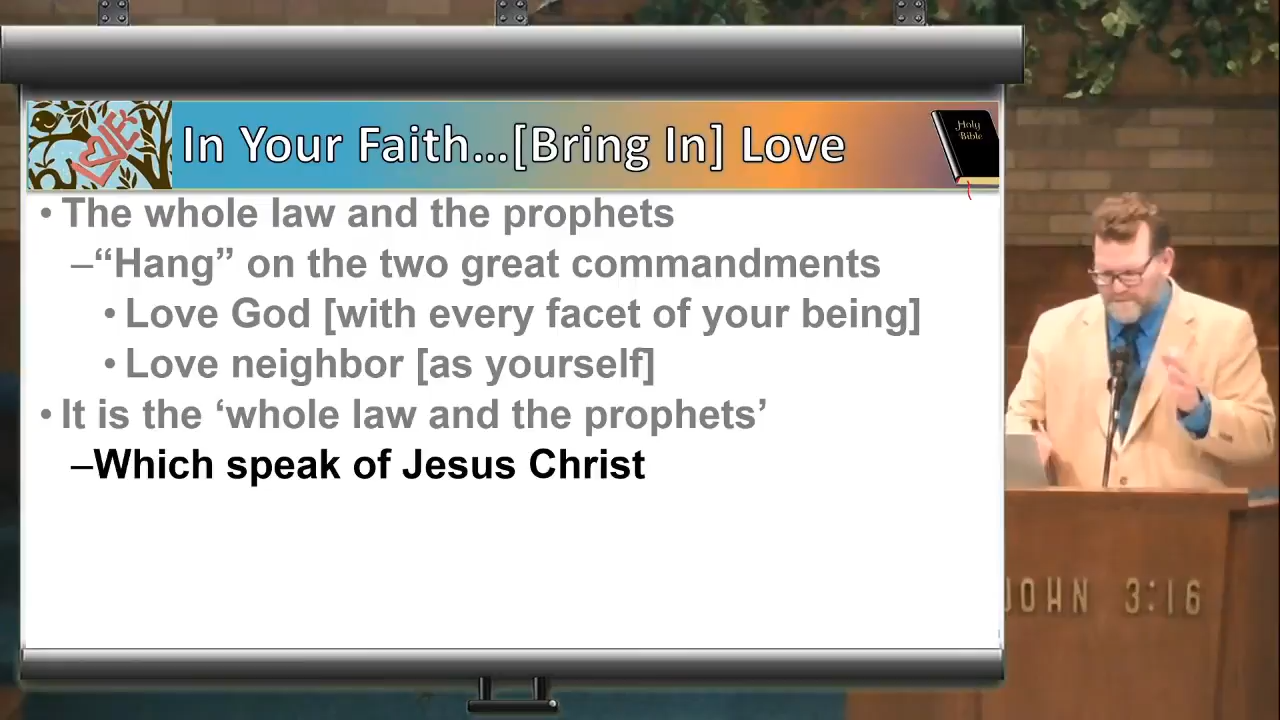 LOVE
In Your Faith...[Bring In] Love
Holy
Bible
• The whole law and the prophets
–“Hang” on the two great commandments
• Love God [with every facet of your being]
• Love neighbor [as yourself]
• It is the ‘whole law and the prophets’
–Which speak of Jesus Christ
JOHN 3:16